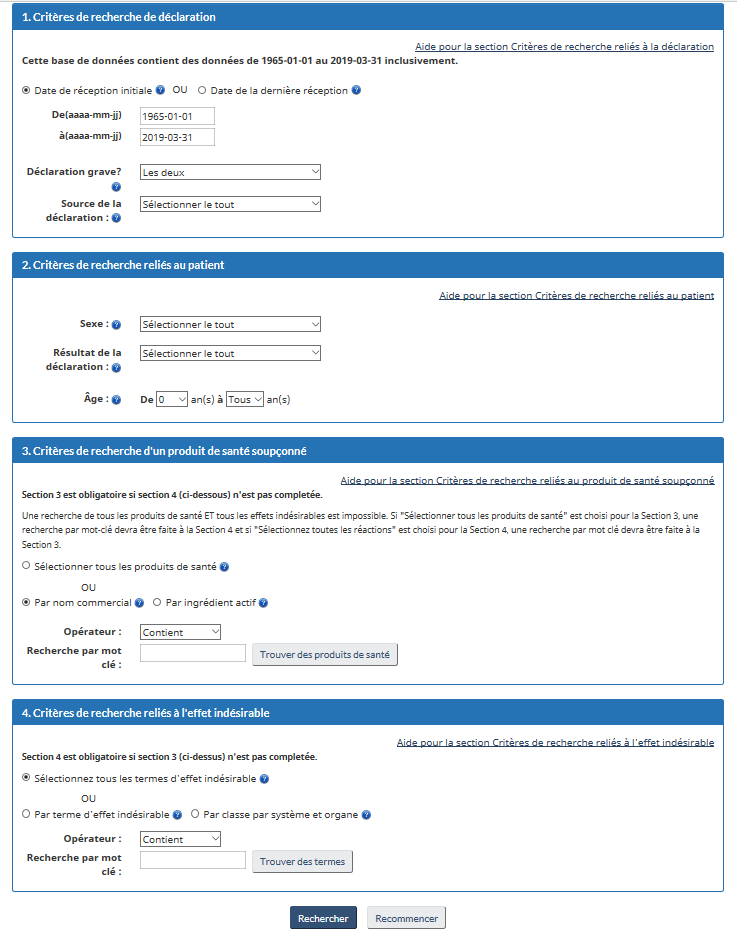 1. Critères de recherche de déclaration
Aide pour la section Critères de recherche reliés à la déclaration
Cette base de données contient des données de 1965-01-01 au 2019-03-31 inclusivement.
Date de réception initiale ? OU Date de la dernière réception ?
De(aaaa-mm-jj) 1965-01-01
à(aaaa-mm-jj) 2019-03-31
Déclaration grave? Les deux
?
Source de la Sélectionner le tout
déclaration : ?
2. Critères de recherche reliés au patient
Aide pour la section Critères de recherche reliés au patient
Sexe : ? Sélectionner le tout
Résultat de la Sélectionner le tout
déclaration : ?
Âge : ? De 0 an(s) à Tous an(s)
3. Critères de recherche d'un produit de santé soupçonné
Aide pour la section Critères de recherche reliés au produit de santé soupçonné
Section 3 est obligatoire si section 4 (ci-dessous) n'est pas completée.
Une recherche de tous les produits de santé ET tous les effets indésirables est impossible. Si "Sélectionner tous les produits de santé" est choisi pour la Section 3, une
recherche par mot-clé devra être faite à la Section 4 et si "Sélectionnez toutes les réactions" est choisi pour la Section 4, une recherche par mot clé devra être faite à la
Section 3.
Sélectionner tous les produits de santé ?
OU
Par nom commercial ? Par ingrédient actif ?
Opérateur : Contient
Recherche par mot Trouver des produits de santé
clé :
4. Critères de recherche reliés à l'effet indésirable
Aide pour la section Critères de recherche reliés à l'effet indésirable
Section 4 est obligatoire si section 3 (ci-dessus) n'est pas completée.
Sélectionnez tous les termes d'effet indésirable ?
OU
Par terme d'effet indésirable ? Par classe par système et organe ?
Opérateur : Contient
Recherche par mot Trouver des termes
clé :
Rechercher Recommencer